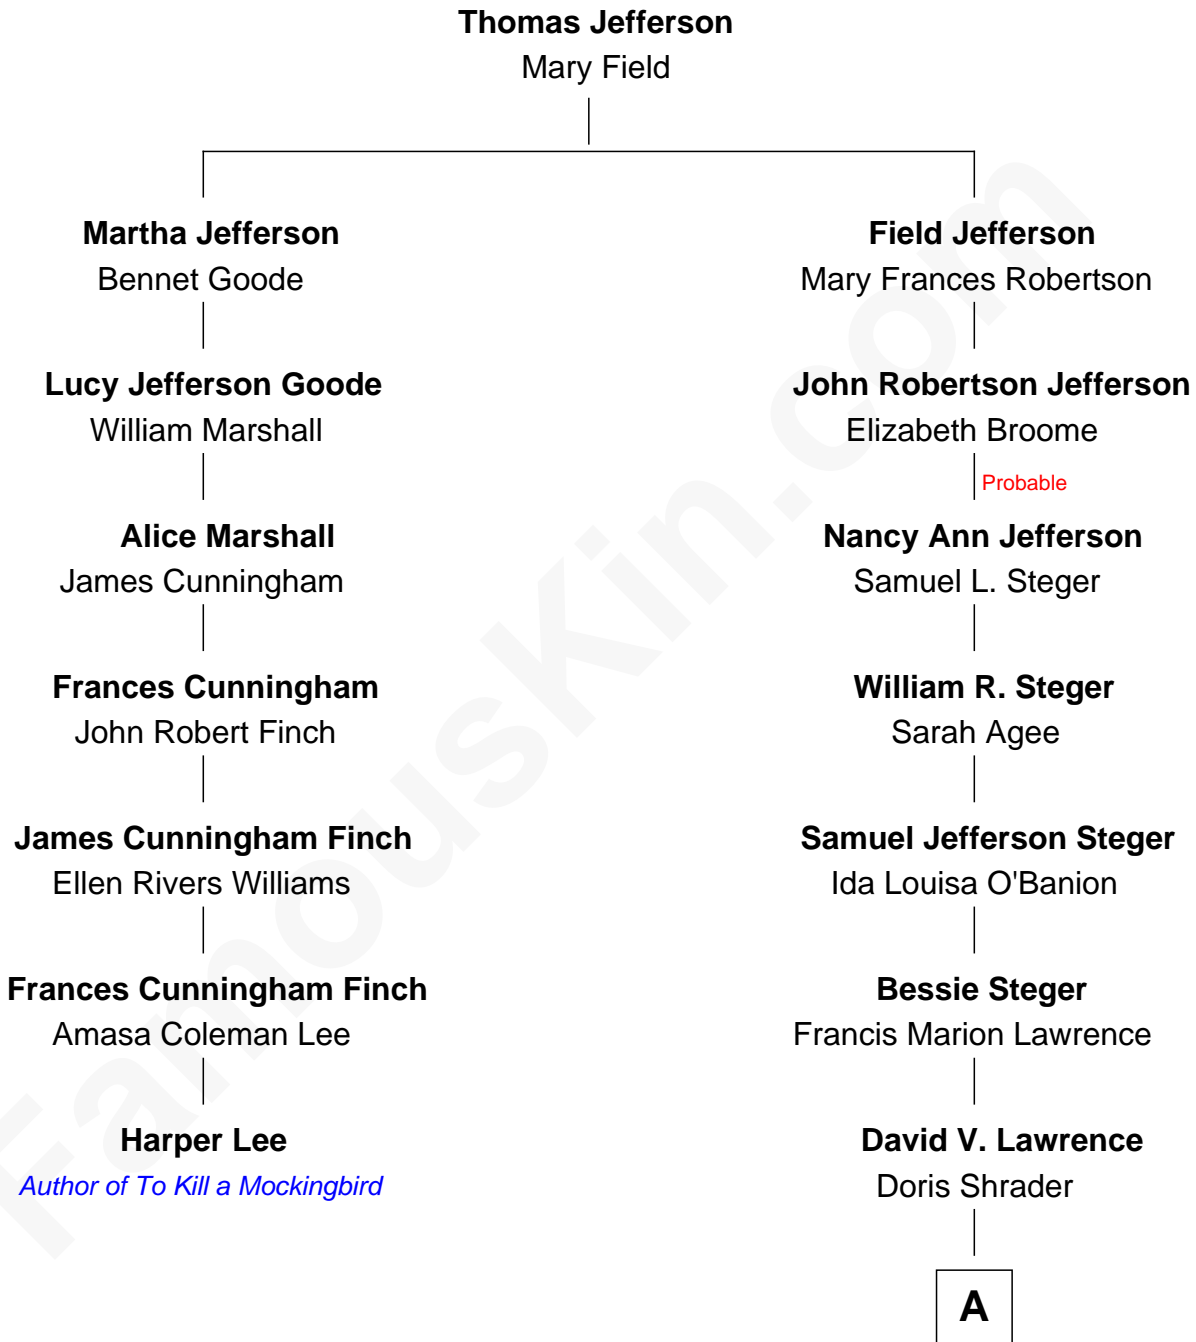 Thomas Jefferson
Mary Field
Martha Jefferson
Bennet Goode
Lucy Jefferson Goode
William Marshall
Alice Marshall
James Cunningham
Frances Cunningham
John Robert Finch
James Cunningham Finch
Ellen Rivers Williams
Frances Cunningham Finch
Amasa Coleman Lee
Harper Lee
Author of To Kill a Mockingbird
Field Jefferson
Mary Frances Robertson
John Robertson Jefferson
Elizabeth Broome
Probable
Nancy Ann Jefferson
Samuel L. Steger
William R. Steger
Sarah Agee
Samuel Jefferson Steger
Ida Louisa O'Banion
Bessie Steger
Francis Marion Lawrence
David V. Lawrence
Doris Shrader
A
FamousKin.com